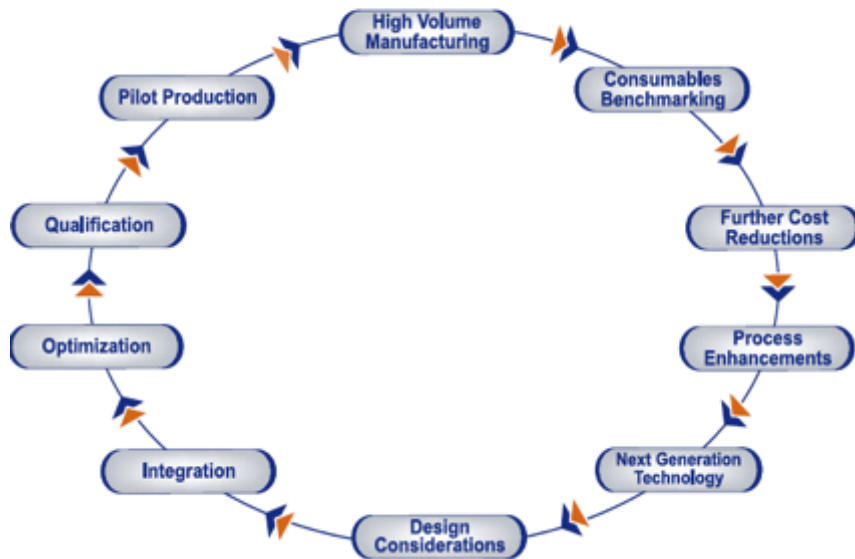 High Volume
Manufacturing
Consumables
Benchmarking
Further Cost
Reductions
Process
Enhancements
Next Generation
Technology
Design
Considerations
Integration
Optimization
Qualification
Pilot Production